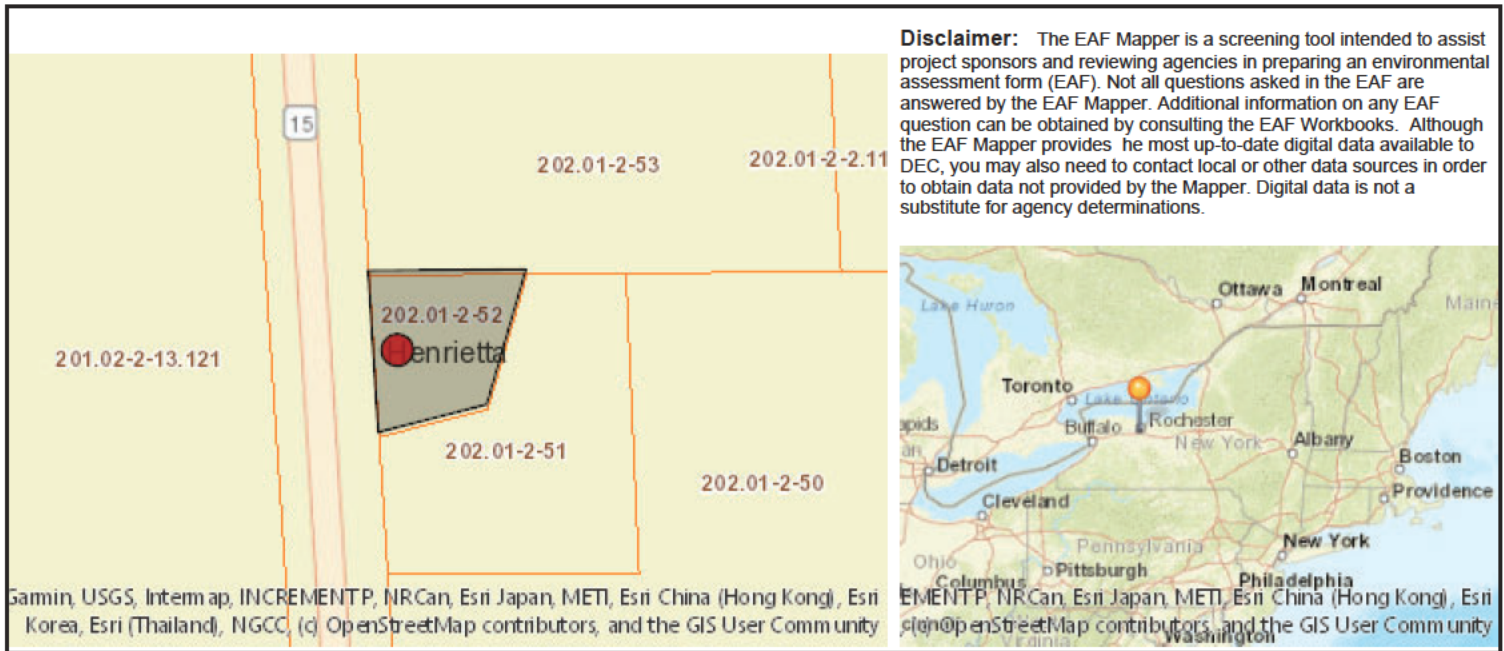 Disclaimer: The EAF Mapper is a screening tool intended to assist
project sponsors and reviewing agencies in preparing an environmental
assessment form (EAF). Not all questions asked in the EAF are
answered by the EAF Mapper. Additional information on any EAF
question can be obtained by consulting the EAF Workbooks. Although
the EAF Mapper provides he most up-to-date digital data available to
DEC, you may also need to contact local or other data sources in order
to obtain data not provided by the Mapper. Digital data is not a
substitute for agency determinations.
15
202.01-2-53
202.01-2-2.11
202.01-2-52
Henrietta
201.02-2-13.121
202.01-2-51
202.01-2-50
Garmin, USGS, Intermap, INCREMENT P, NRCan, Esri Japan, METI, Esri China (Hong Kong), Esri
Korea, Esri (Thailand), NGCC, (c) OpenStreetMap contributors, and the GIS User Community
Ottawa
Montreal
Lake Huron
Maine
Toronto
Lake Ontario
Rochester
apids
Buffalo
New York
Albany
an
Detroit
Boston
Cleveland
Providence
New York
Pennsylvania
Ohio
Pittsburgh
Columbus
Philadelphia
EMENT P, NRCan, Esri Japan, METI, Esri China (Hong Kong), Esri
, (c) OpenStreetMap contributors, and the GIS User Community
Virginia
Washington